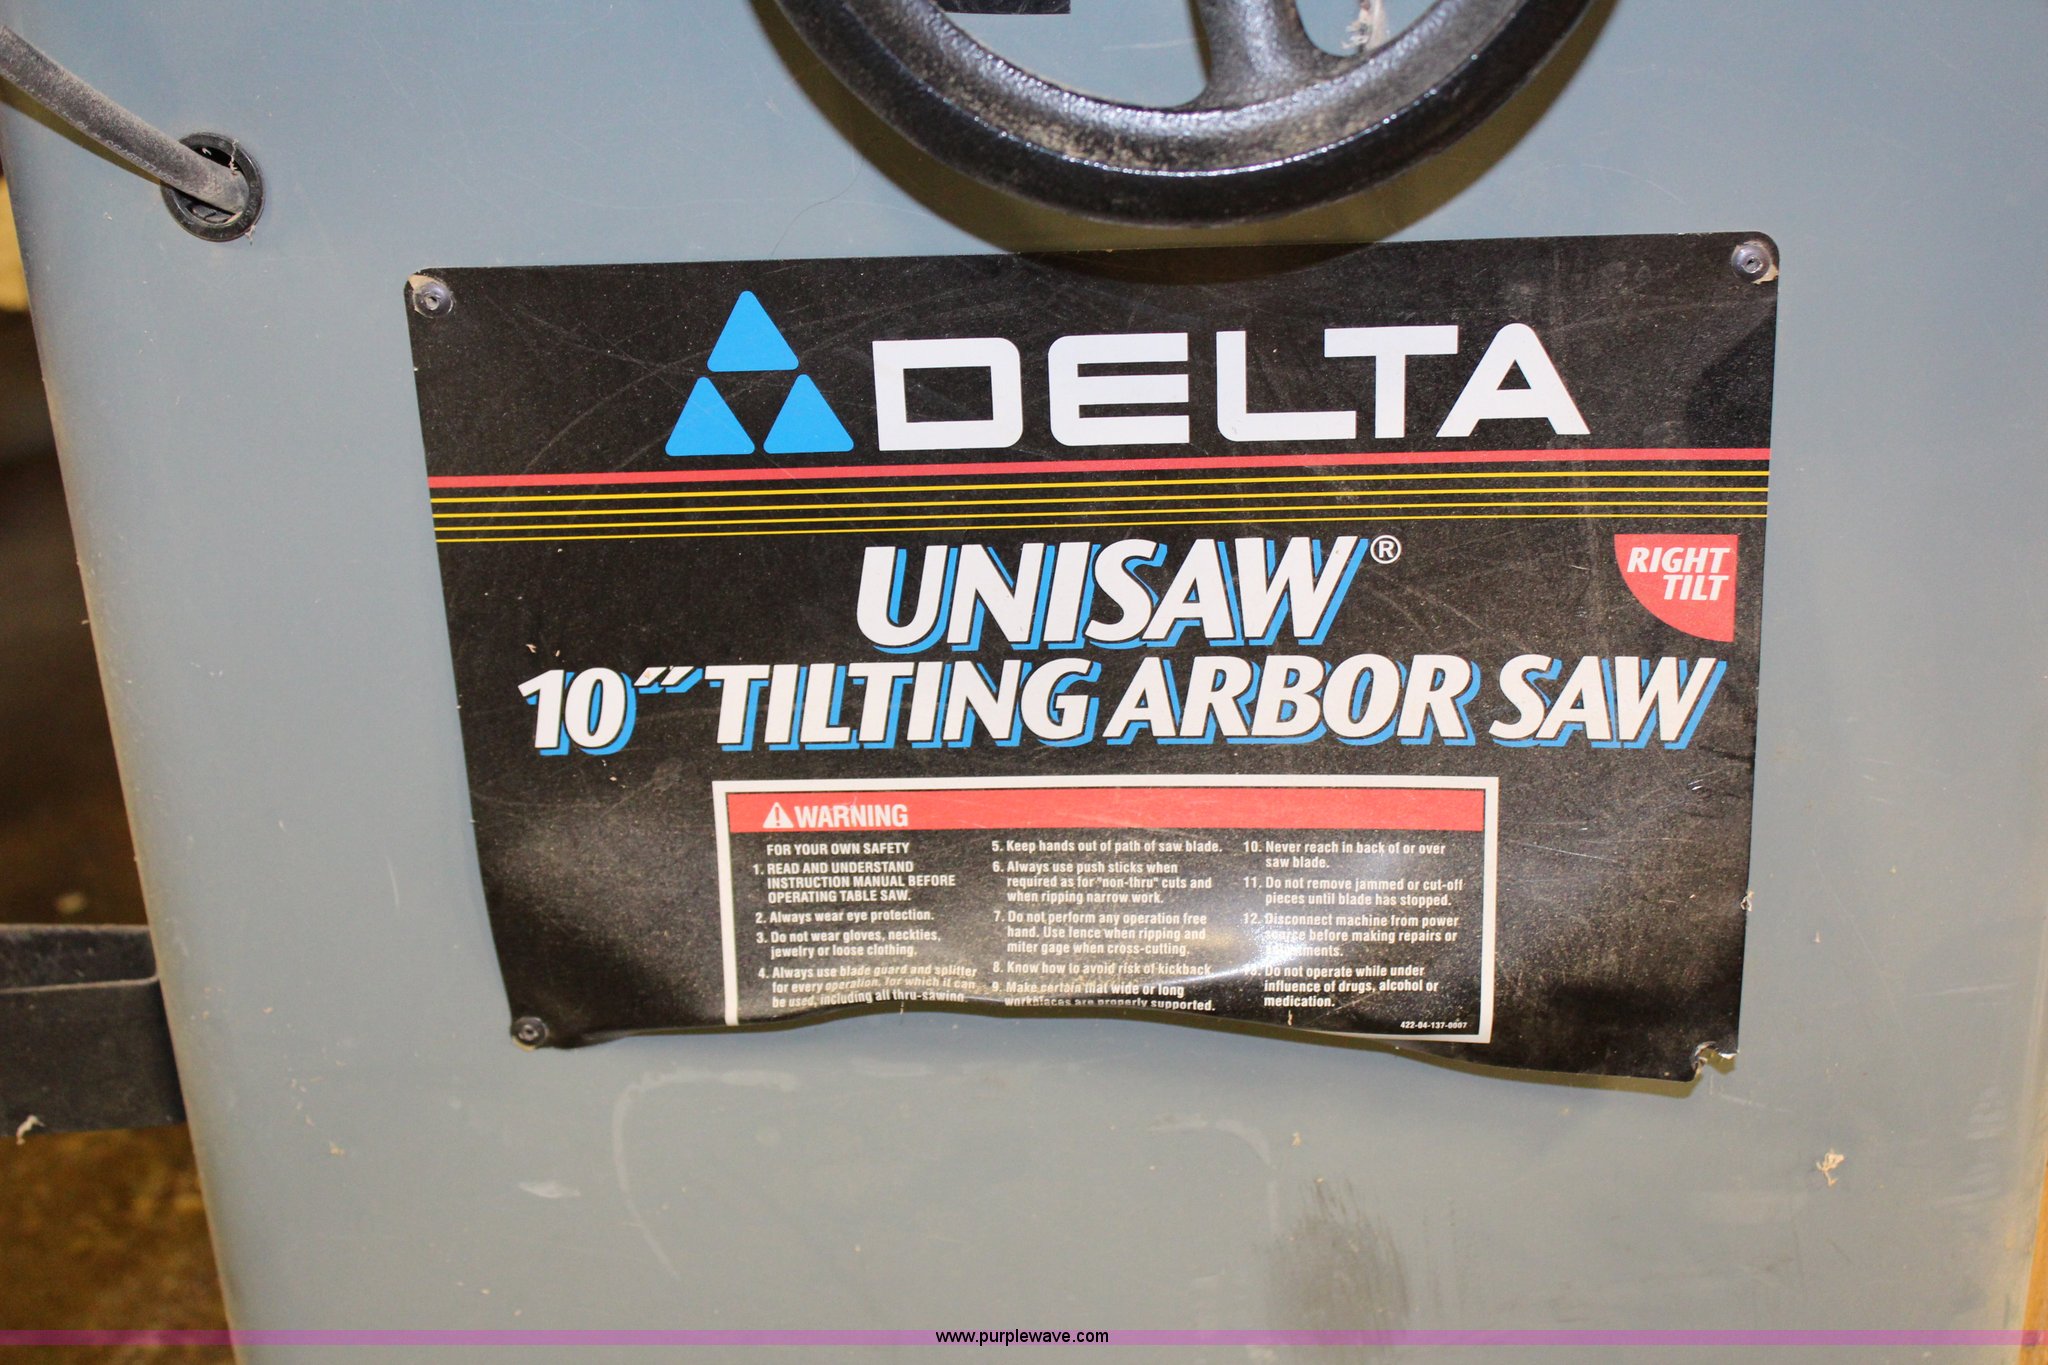 DELTA
UNISAW®
10" TILTING ARBOR SAW
RIGHT
TILT
WARNING
FOR YOUR OWN SAFETY
1. READ AND UNDERSTAND
INSTRUCTION MANUAL BEFORE
OPERATING TABLE SAW.
2. Always wear eye protection.
3. Do not wear gloves, neckties,
jewelry or loose clothing.
4. Always use blade guard and splitter
for every operation, for which it can
be used, including all thru-sawing.
5. Keep hands out of path of saw blade.
6. Always use push sticks when
required as for "non-thru" cuts and
when ripping narrow work.
7. Do not perform any operation free
hand. Use fence when ripping and
miter gage when cross-cutting.
8. Know how to avoid risk of kickback.
9. Make certain that wide or long
workpieces are properly supported.
10. Never reach in back of or over
saw blade.
11. Do not remove jammed or cut-off
pieces until blade has stopped.
12. Disconnect machine from power
source before making repairs or
adjustments.
13. Do not operate while under
influence of drugs, alcohol or
medication.
422-04-137-0007
www.purplewave.com